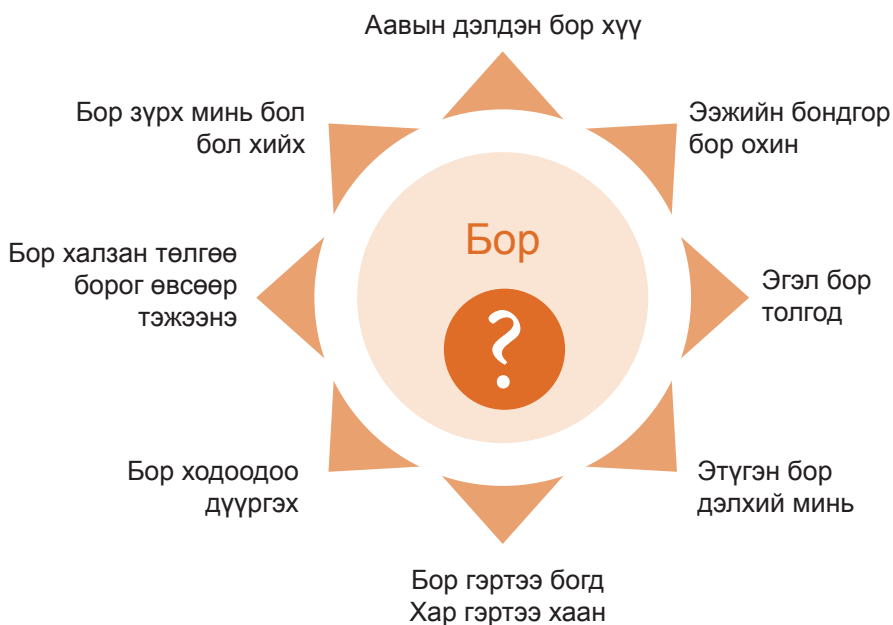 Аавын дэлдэн бор хүү
Бор зүрх минь бол
бол хийх
Ээжийн бондгор
бор охин
Бор
?
Бор халзан төлгөө
борог өвсөөр
тэжээнэ
Эгэл бор
толгод
Бор ходоодоо
дүүргэх
Этүгэн бор
дэлхий минь
Бор гэртээ богд
Хар гэртээ хаан